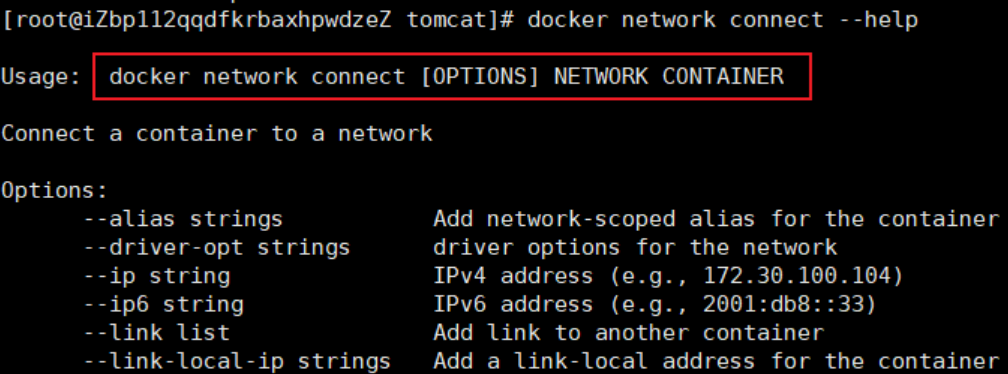 [root@iZbp112qqdfkrbaxhpwdzeZ tomcat]# docker network connect --help
Usage:  docker network connect [OPTIONS] NETWORK CONTAINER
Connect a container to a network
Options:
      --alias strings           Add network-scoped alias for the container
      --driver-opt strings      driver options for the network
      --ip string               IPv4 address (e.g., 172.30.100.104)
      --ip6 string              IPv6 address (e.g., 2001:db8::33)
      --link list               Add link to another container
      --link-local-ip strings   Add a link-local address for the container